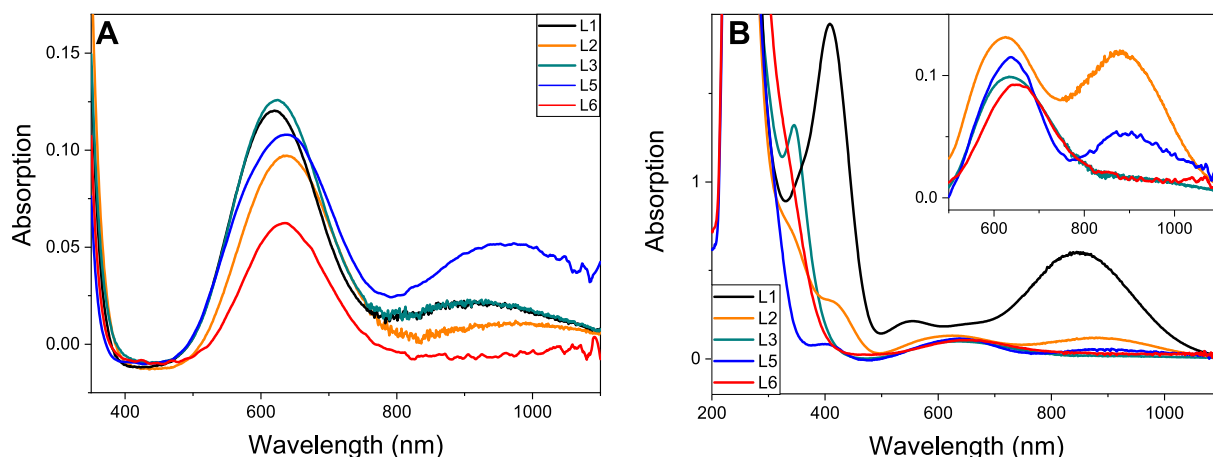 A
L1
L2
L3
L5
L6
0.15
0.10
0.05
0.00
Absorption
400 600 800 1000
Wavelength (nm)
B
1
0
Absorption
L1
L2
L3
L5
L6
0.1
0.0
600 800 1000
200 400 600 800 1000
Wavelength (nm)